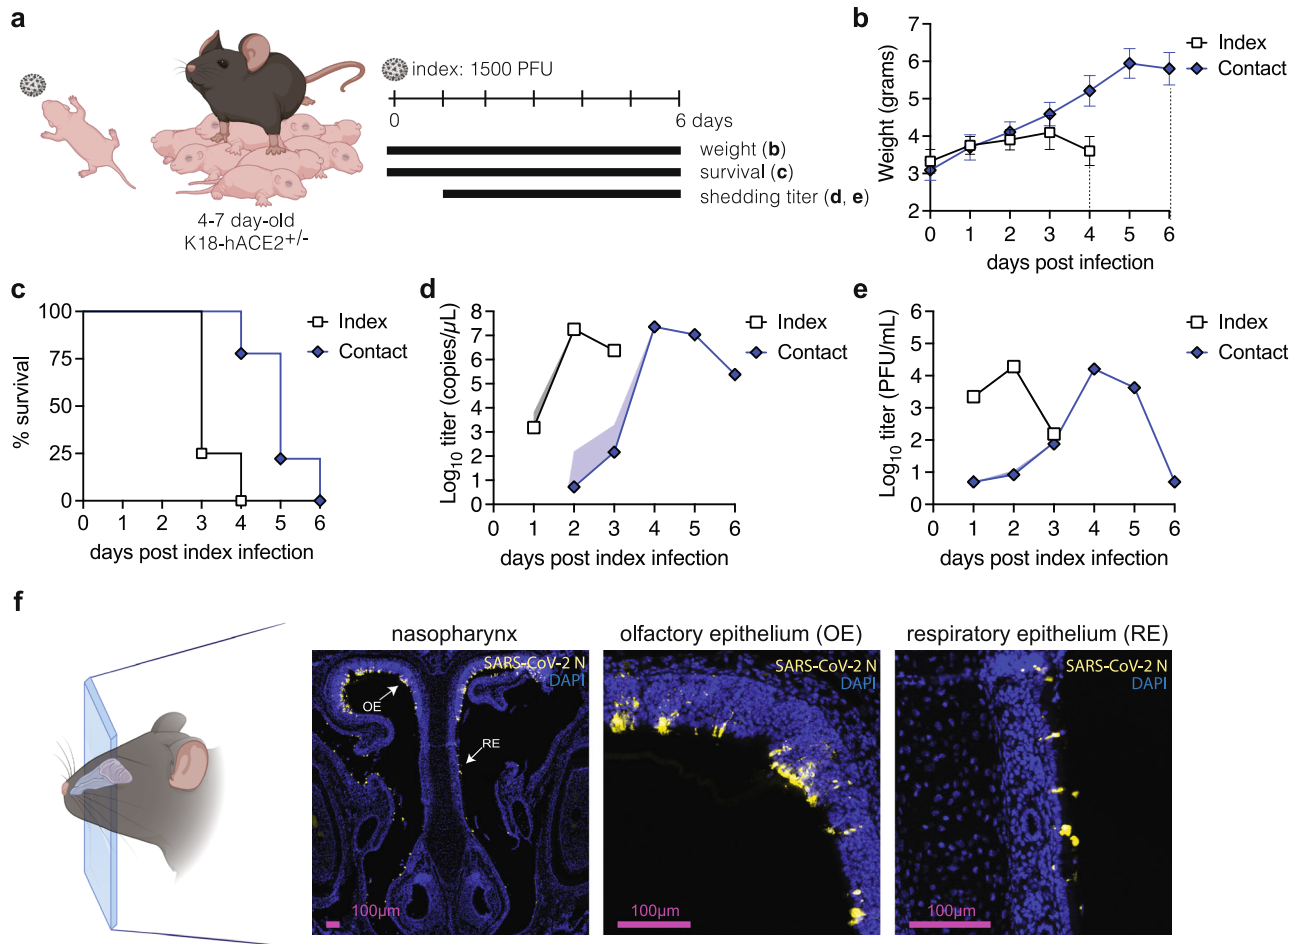 a
index: 1500 PFU
0
6 days
weight (b)
survival (c)
shedding titer (d, e)
4-7 day-old
K18-hACE2+/-
b
Weight (grams)
7
6
5
4
3
2
0 1 2 3 4 5 6
days post infection
Index
Contact
c
% survival
100
75
50
25
0
0 1 2 3 4 5 6
days post index infection
Index
Contact
d
Log10 titer (copies/µL)
8
7
6
5
4
3
2
1
0
0 1 2 3 4 5 6
days post index infection
Index
Contact
e
Log10 titer (PFU/mL)
5
4
3
2
1
0
0 1 2 3 4 5 6
days post index infection
Index
Contact
f
nasopharynx
SARS-CoV-2 N
DAPI
OE
RE
100µm
olfactory epithelium (OE)
SARS-CoV-2 N
DAPI
100µm
respiratory epithelium (RE)
SARS-CoV-2 N
DAPI
100µm